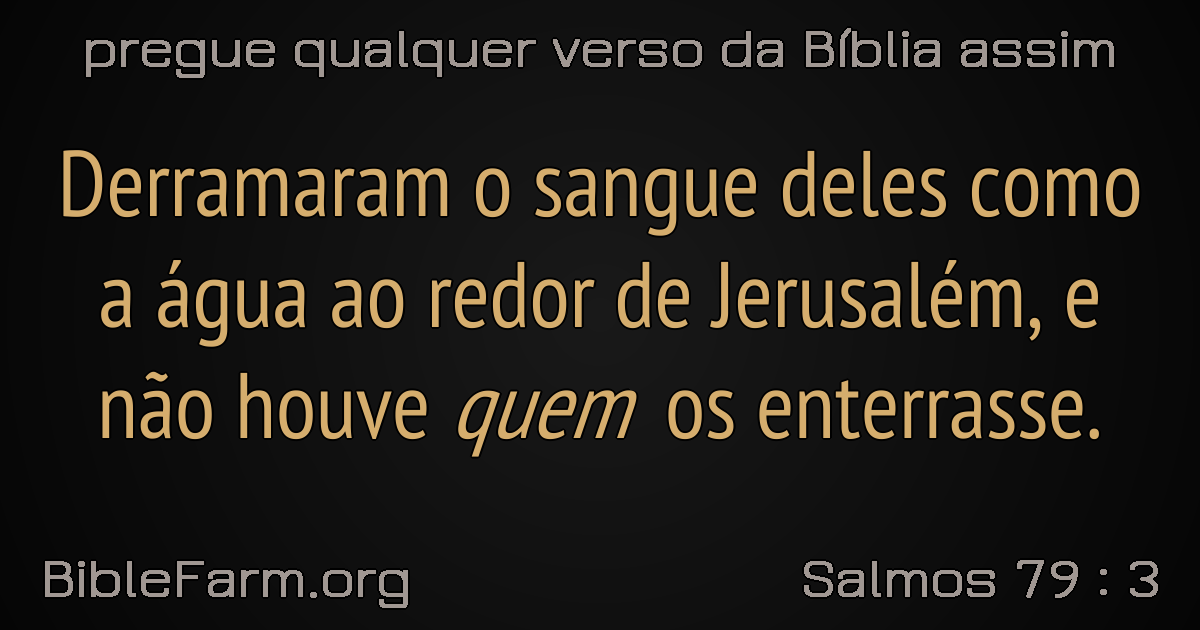 pregue qualquer verso da Bíblia assim
Derramaram o sangue deles como
a água ao redor de Jerusalém, e
não houve quem os enterrasse.
BibleFarm.org
Salmos 79 : 3